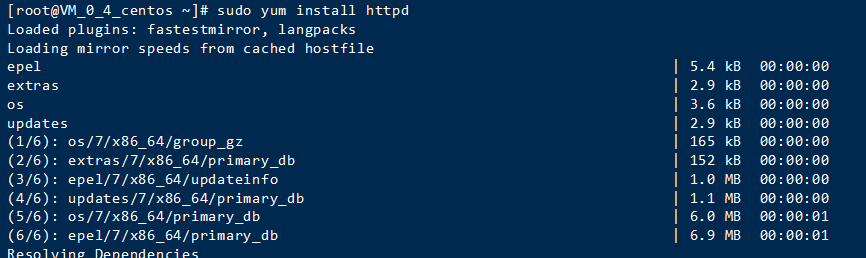 [root@VM_0_4_centos ~]# sudo yum install httpd
Loaded plugins: fastestmirror, langpacks
Loading mirror speeds from cached hostfile
epel | 5.4 kB 00:00:00
extras | 2.9 kB 00:00:00
os | 3.6 kB 00:00:00
updates | 2.9 kB 00:00:00
(1/6): os/7/x86_64/group_gz | 165 kB 00:00:00
(2/6): extras/7/x86_64/primary_db | 152 kB 00:00:00
(3/6): epel/7/x86_64/updateinfo | 1.0 MB 00:00:00
(4/6): updates/7/x86_64/primary_db | 1.1 MB 00:00:00
(5/6): os/7/x86_64/primary_db | 6.0 MB 00:00:01
(6/6): epel/7/x86_64/primary_db | 6.9 MB 00:00:01
Resolving Dependencies